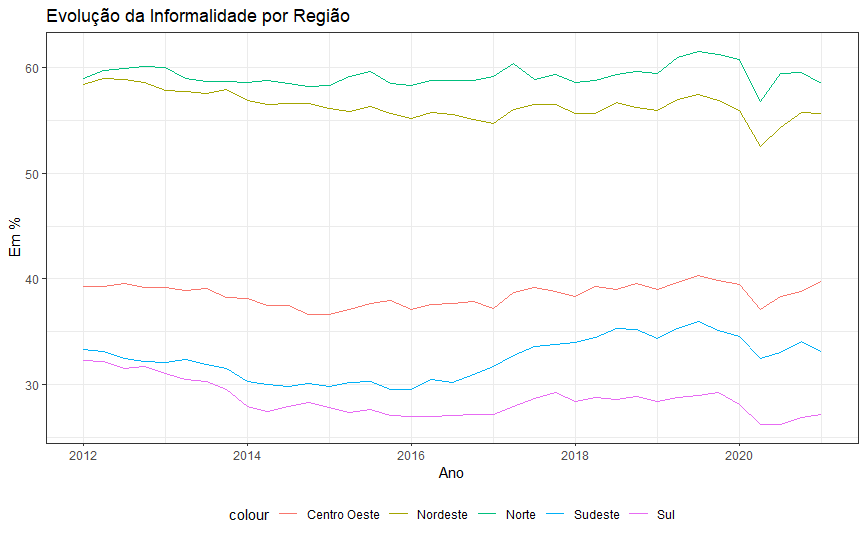 Evolução da Informalidade por Região
Em %
60
50
40
30
2012 2014 2016 2018 2020
Ano
colour Centro Oeste Nordeste Norte Sudeste Sul